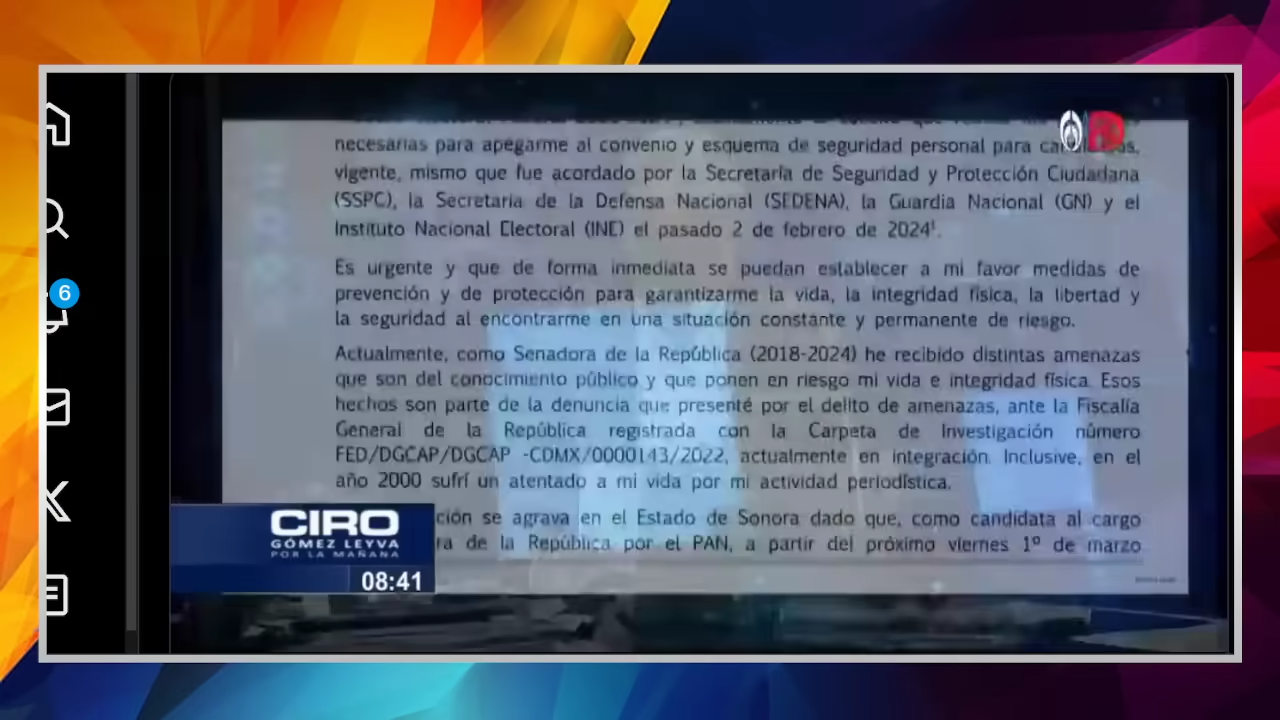 necesarias para apegarme al convenio y esquema de seguridad personal para
vigente, mismo que fue acordado por la Secretaría de Seguridad y Protección Ciudadana
(SSPC), la Secretaría de la Defensa Nacional (SEDENA), la Guardia Nacional (GN) y el
Instituto Nacional Electoral (INE) el pasado 2 de febrero de 2024¹.
Es urgente y que de forma inmediata se puedan establecer a mi favor medidas de
prevención y de protección para garantizarme la vida, la integridad física, la libertad y
la seguridad al encontrarme en una situación constante y permanente de riesgo.
Actualmente, como Senadora de la República (2018-2024) he recibido distintas amenazas
que son del conocimiento público y que ponen en riesgo mi vida e integridad física. Esos
hechos son parte de la denuncia que presenté por el delito de amenazas, ante la Fiscalía
General de la República registrada con la Carpeta de Investigación número
FED/DGCAP/DGCAP -CDMX/0000143/2022, actualmente en integración. Inclusive, en el
año 2000 sufrí un atentado a mi vida por mi actividad periodística.
ción se agrava en el Estado de Sonora dado que, como candidata al cargo
ra de la República por el PAN, a partir del próximo viernes 1º de marzo
6
CIRO
GÓMEZ LEYVA
POR LA MAÑANA
08:41